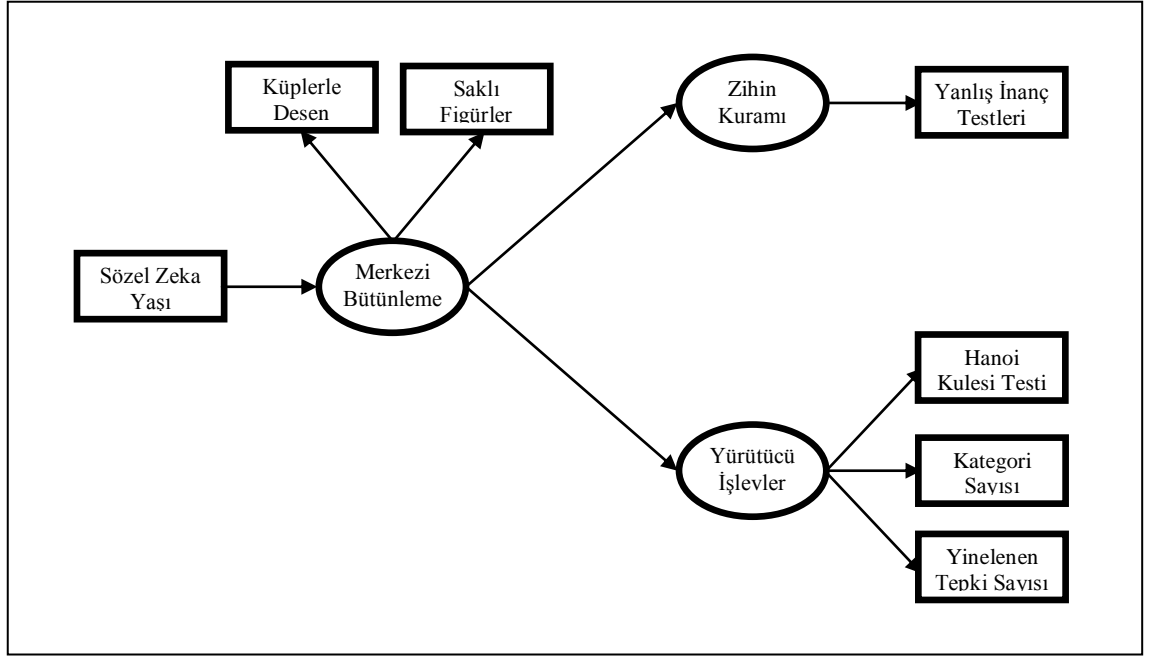 Küplerle
Desen
Saklı
Figürler
Zihin
Kuramı
Yanlış İnanç
Testleri
Sözel Zeka
Yaşı
Merkezi
Bütünleme
Hanoi
Kulesi Testi
Yürütücü
İşlevler
Kategori
Sayısı
Yinelenen
Tepki Sayısı